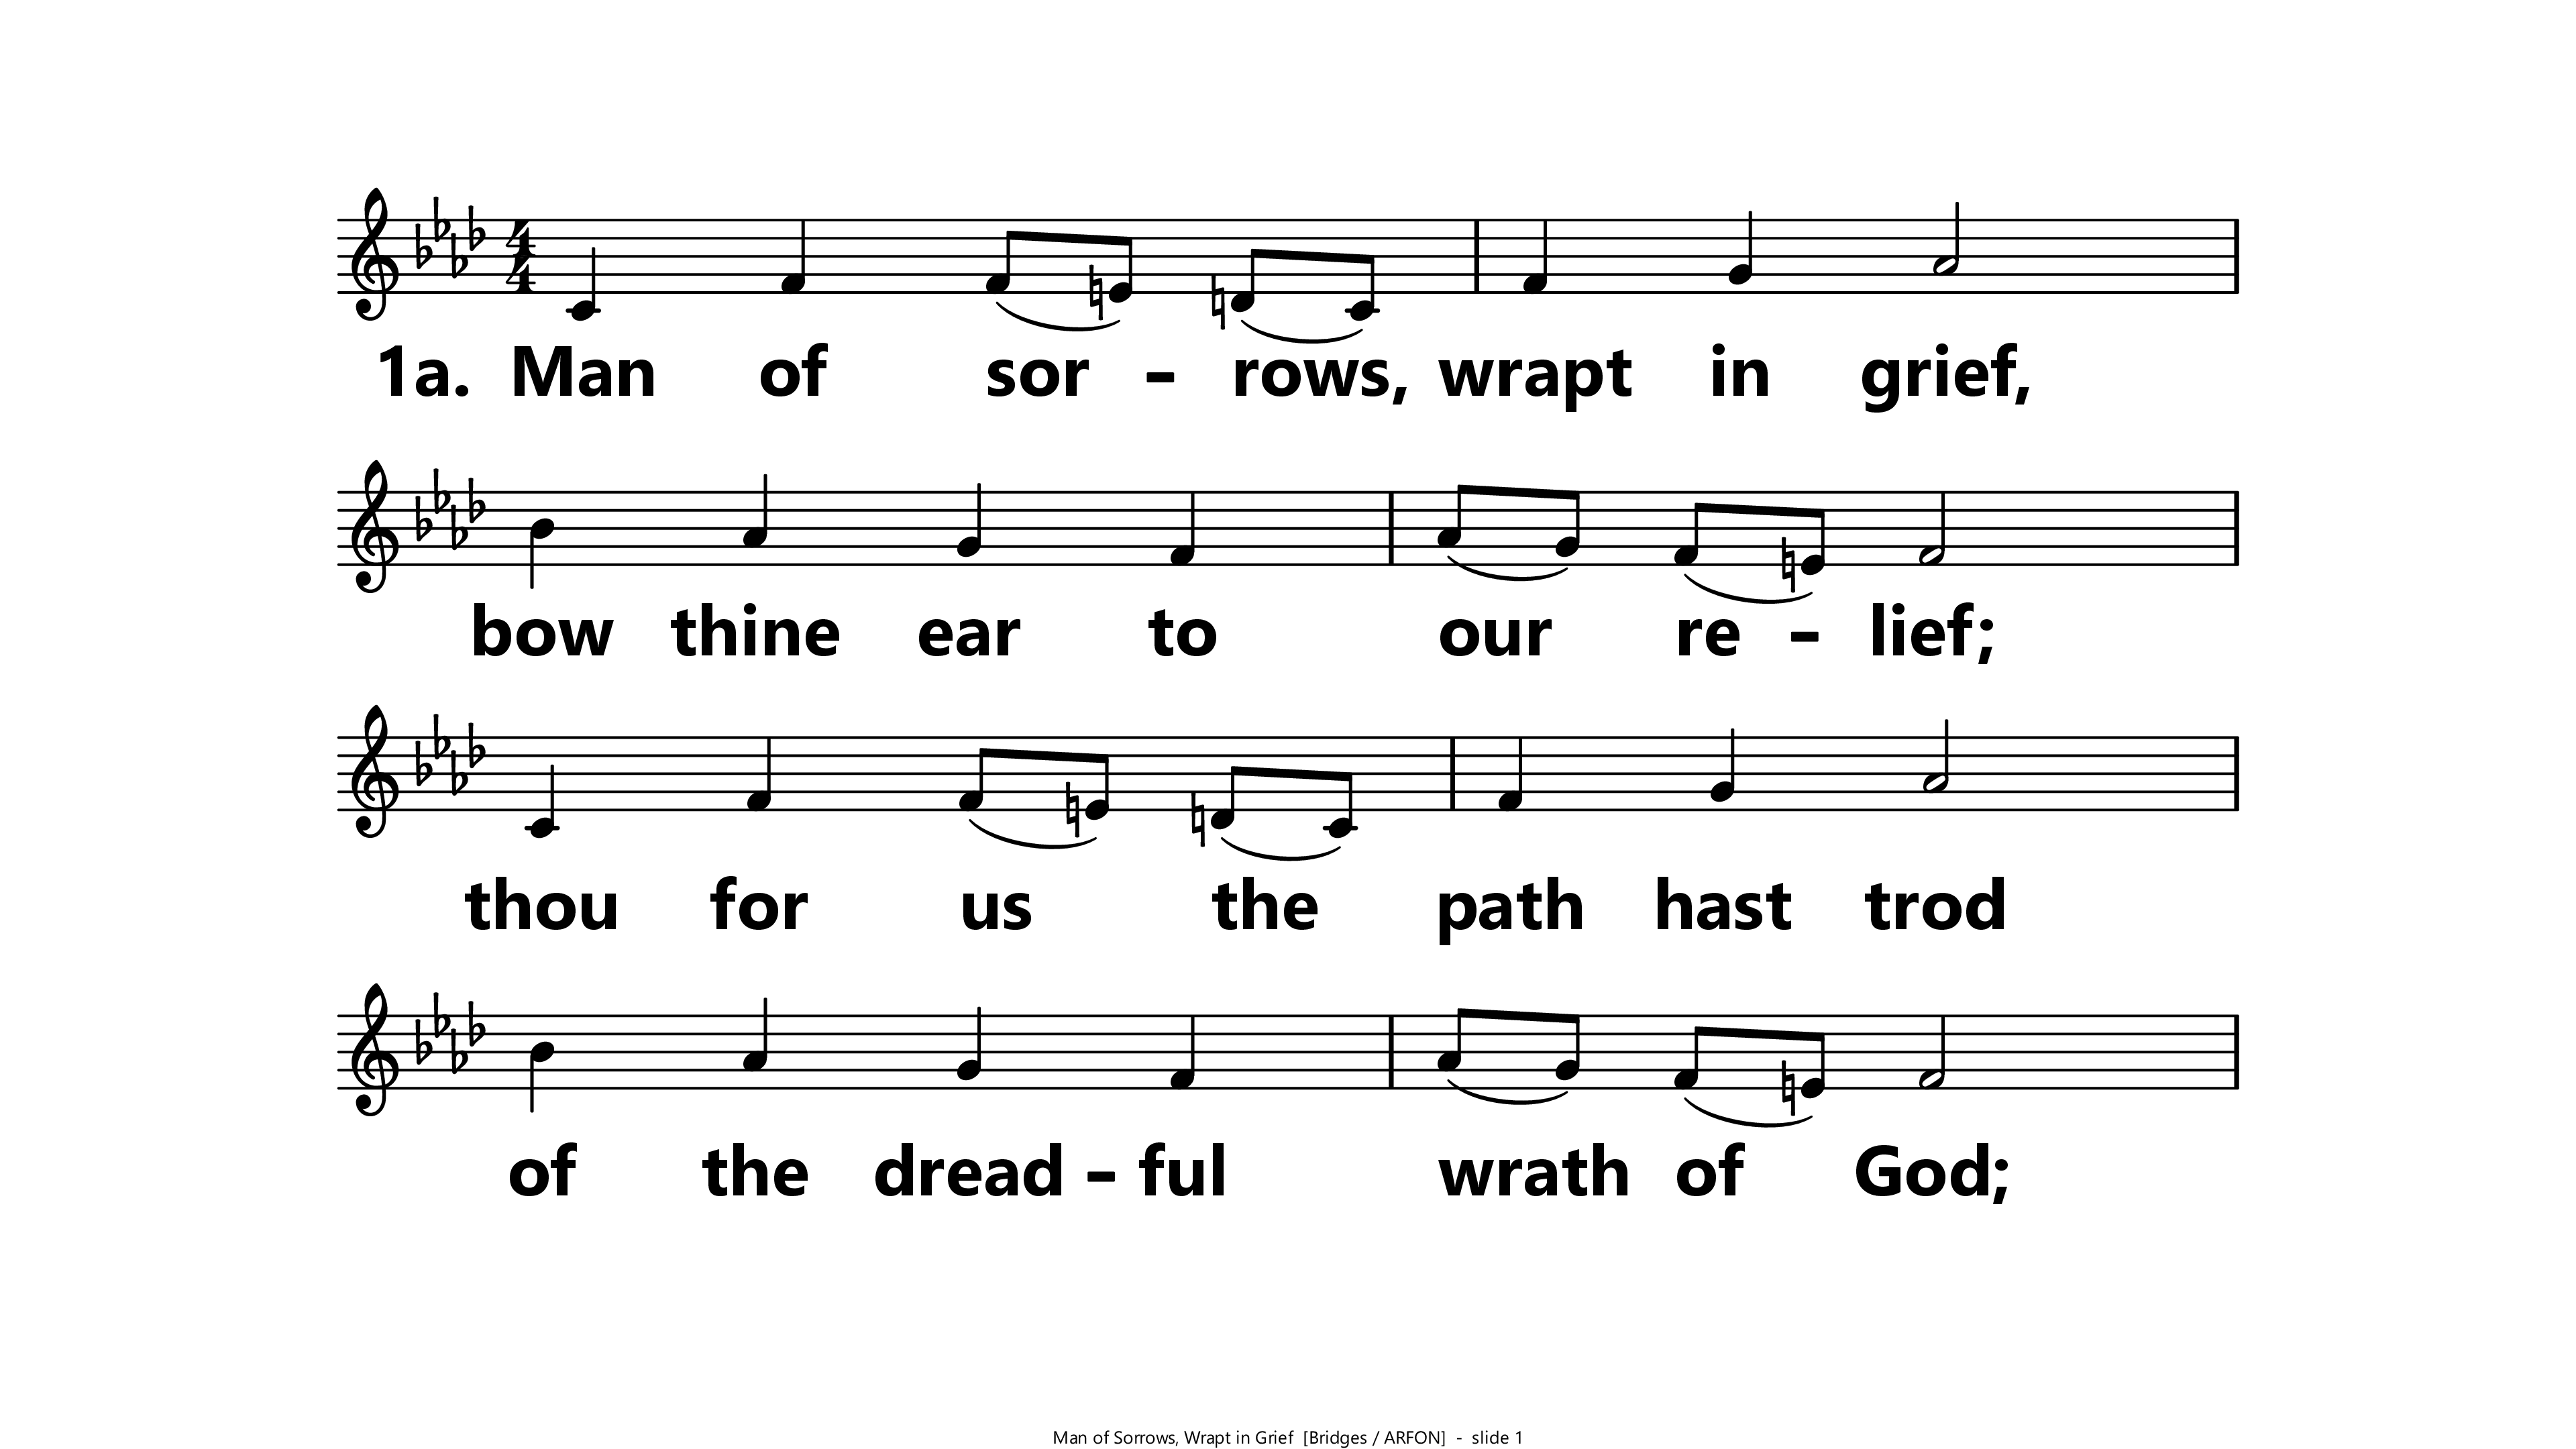 1a. Man of sor - rows, wrapt in grief,
bow thine ear to our re - lief;
thou for us the path hast trod
of the dread - ful wrath of God;
Man of Sorrows, Wrapt in Grief [Bridges / ARFON] - slide 1